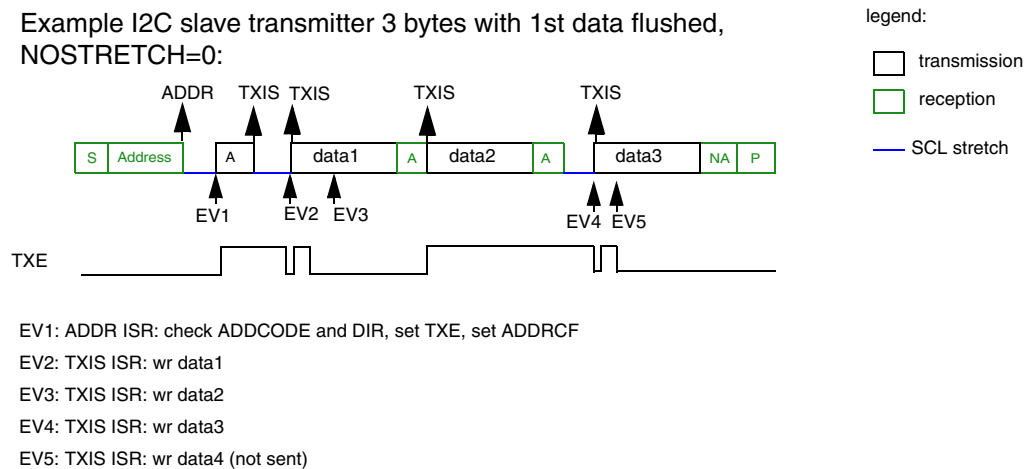 Example I2C slave transmitter 3 bytes with 1st data flushed,
NOSTRETCH=0:
legend:
transmission
reception
SCL stretch
ADDR TXIS TXIS TXIS TXIS
S Address A data1 A data2 A data3 NA P
EV1 EV2 EV3 EV4 EV5
TXE
EV1: ADDR ISR: check ADDCODE and DIR, set TXE, set ADDRCF
EV2: TXIS ISR: wr data1
EV3: TXIS ISR: wr data2
EV4: TXIS ISR: wr data3
EV5: TXIS ISR: wr data4 (not sent)